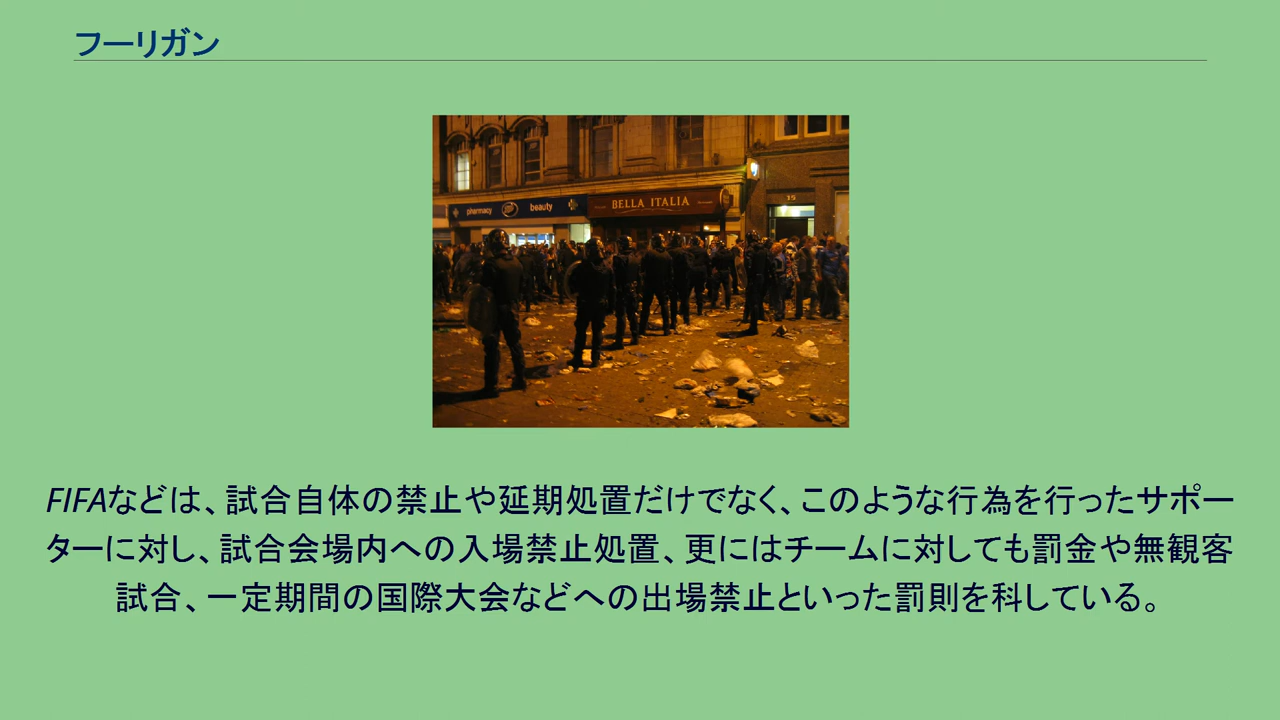 フーリガン
pharmacy Boots beauty
BELLA ITALIA
15
FIFAなどは、試合自体の禁止や延期処置だけでなく、このような行為を行ったサポー
ターに対し、試合会場内への入場禁止処置、更にはチームに対しても罰金や無観客
試合、一定期間の国際大会などへの出場禁止といった罰則を科している。